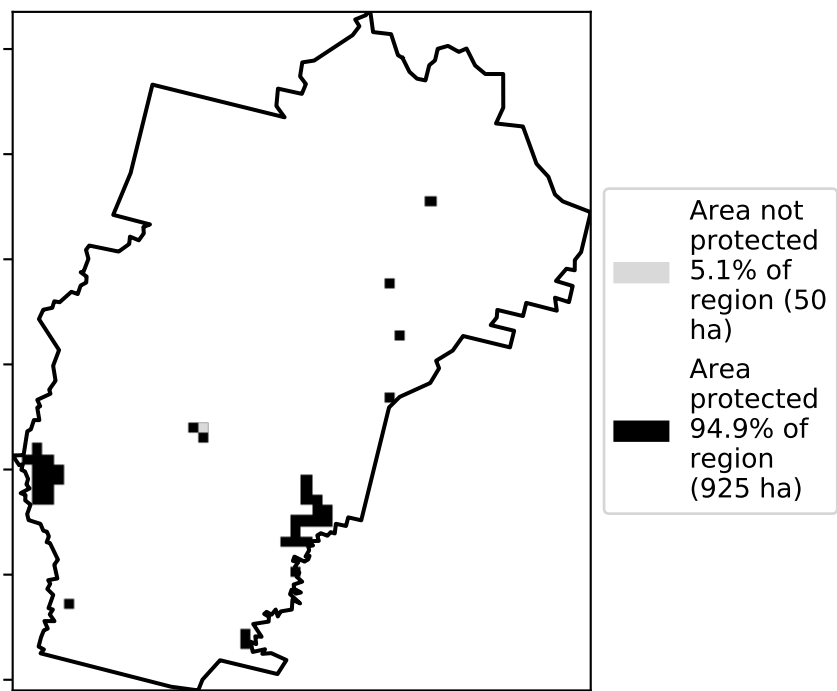 Area not
protected
5.1% of
region (50
ha)
Area
protected
94.9% of
region
(925 ha)